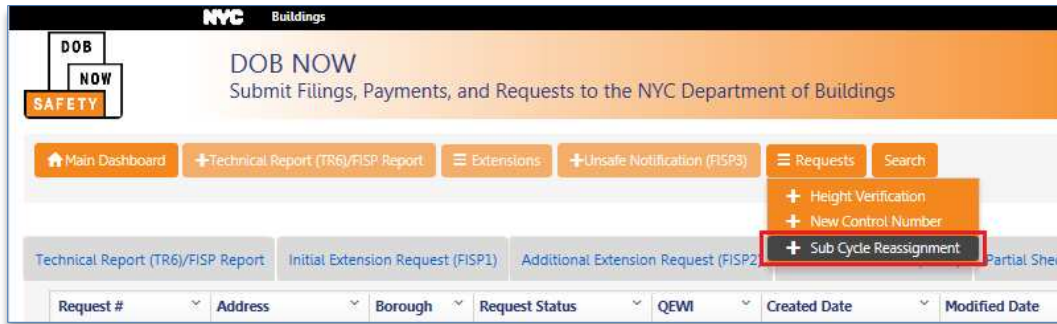 NYC Buildings
DOB
NOW
SAFETY
DOB NOW
Submit Filings, Payments, and Requests to the NYC Department of Buildings
Main Dashboard +Technical Report (TR6)/FISP Report Extensions +Unsafe Notification (FISP3) Requests Search
+ Height Verification
+ New Control Number
+ Sub Cycle Reassignment
Technical Report (TR6)/FISP Report Initial Extension Request (FISP1) Additional Extension Request (FISP2) Partial She
Request # Address Borough Request Status QEWI Created Date Modified Date